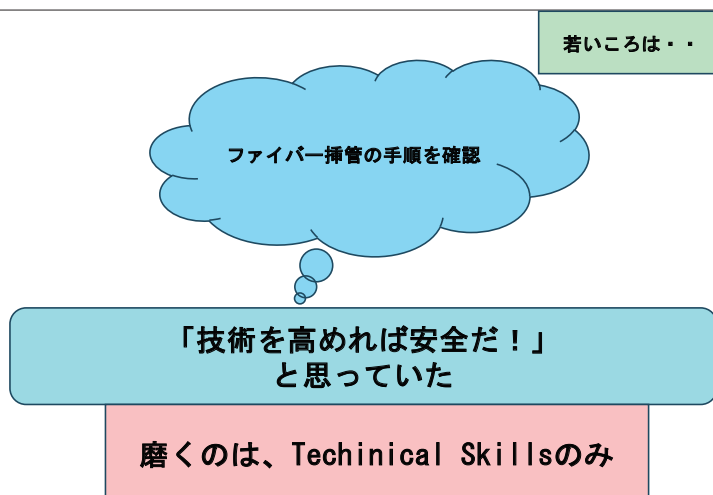 若いころは・・
ファイバー挿管の手順を確認
「技術を高めれば安全だ！」
と思っていた
磨くのは、Techinical Skillsのみ